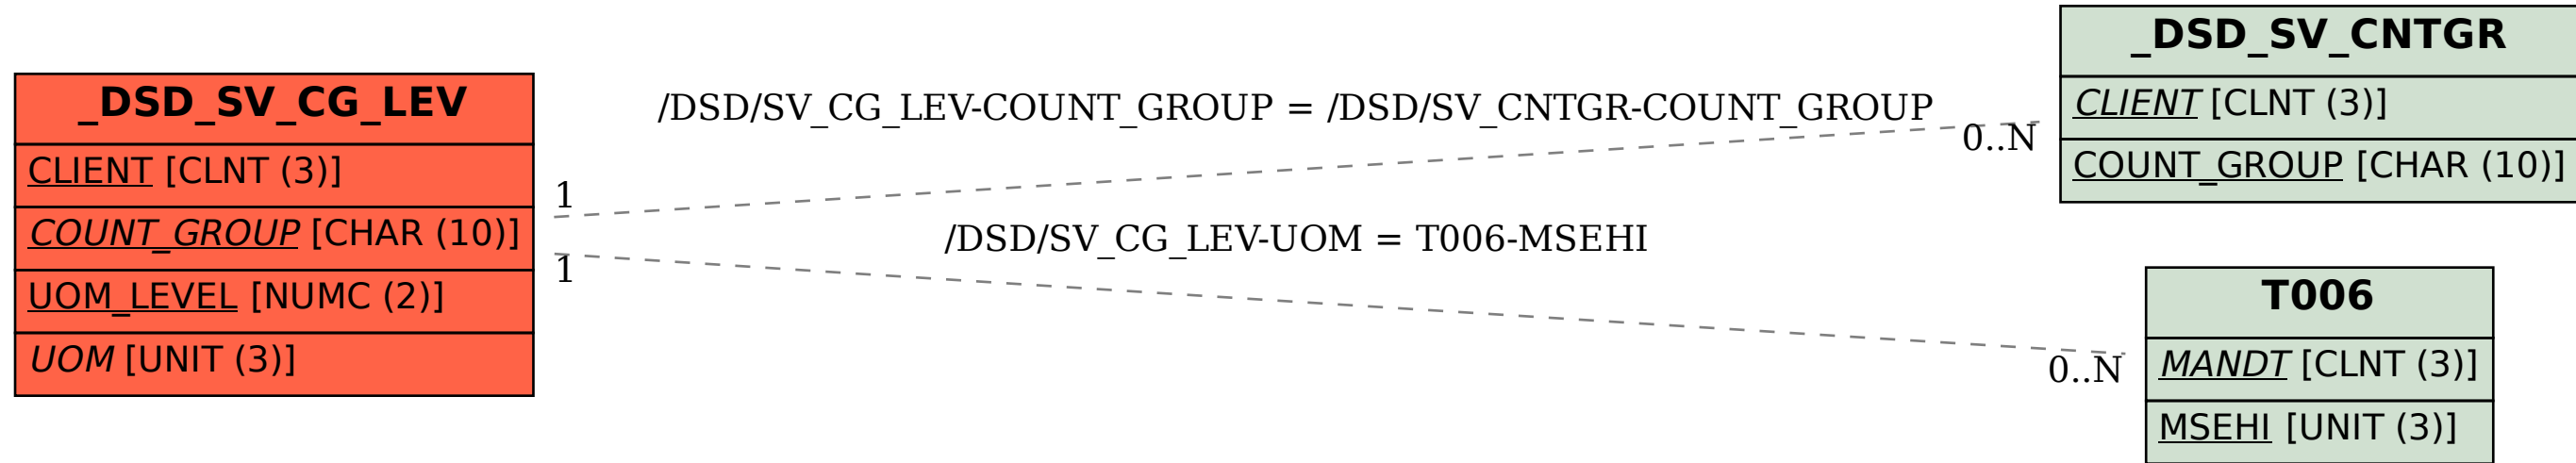 _DSD_SV_CG_LEV
CLIENT [CLNT (3)]
COUNT_GROUP [CHAR (10)]
UOM_LEVEL [NUMC (2)]
UOM [UNIT (3)]
/DSD/SV_CG_LEV-COUNT_GROUP = /DSD/SV_CNTGR-COUNT_GROUP
1
0..N
/DSD/SV_CG_LEV-UOM = T006-MSEHI
1
0..N
_DSD_SV_CNTGR
CLIENT [CLNT (3)]
COUNT_GROUP [CHAR (10)]
T006
MANDT [CLNT (3)]
MSEHI [UNIT (3)]